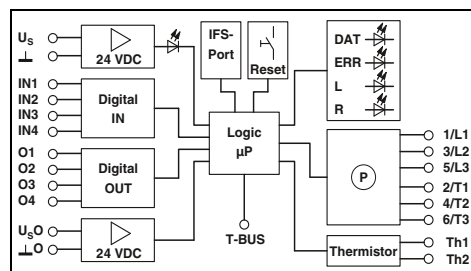 Us
⊥
24 VDC
IFS-
Port
Reset
DAT
ERR
L
R
IN1
IN2
IN3
IN4
Digital
IN
Logic
µP
O1
O2
O3
O4
Digital
OUT
P
1/L1
3/L2
5/L3
2/T1
4/T2
6/T3
UsO
⊥O
24 VDC
T-BUS
Thermistor
Th1
Th2